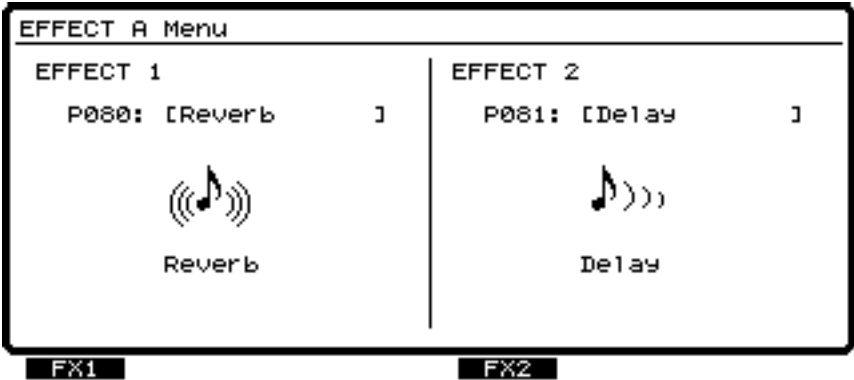 EFFECT A Menu
EFFECT 1
P080: [Reverb ]
Reverb
EFFECT 2
P081: [Delay ]
Delay
FX1
FX2